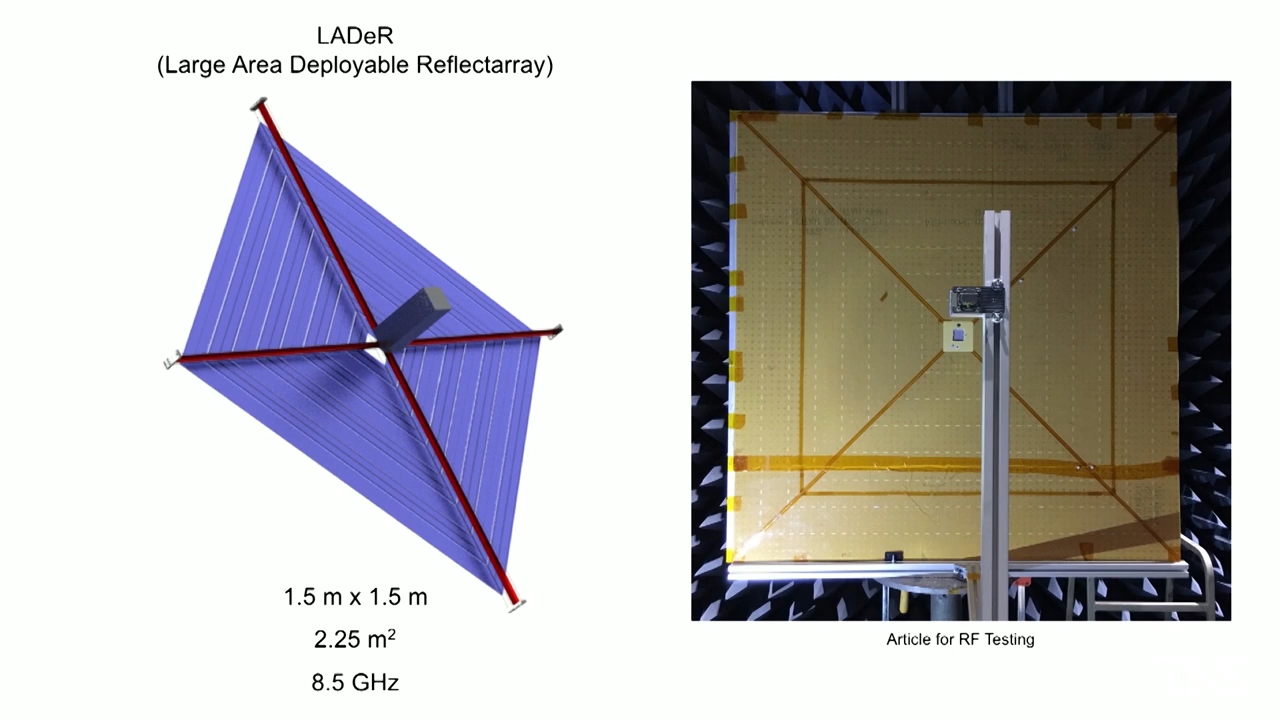 LADeR
(Large Area Deployable Reflectarray)
1.5 m x 1.5 m
2.25 m²
8.5 GHz
Article for RF Testing